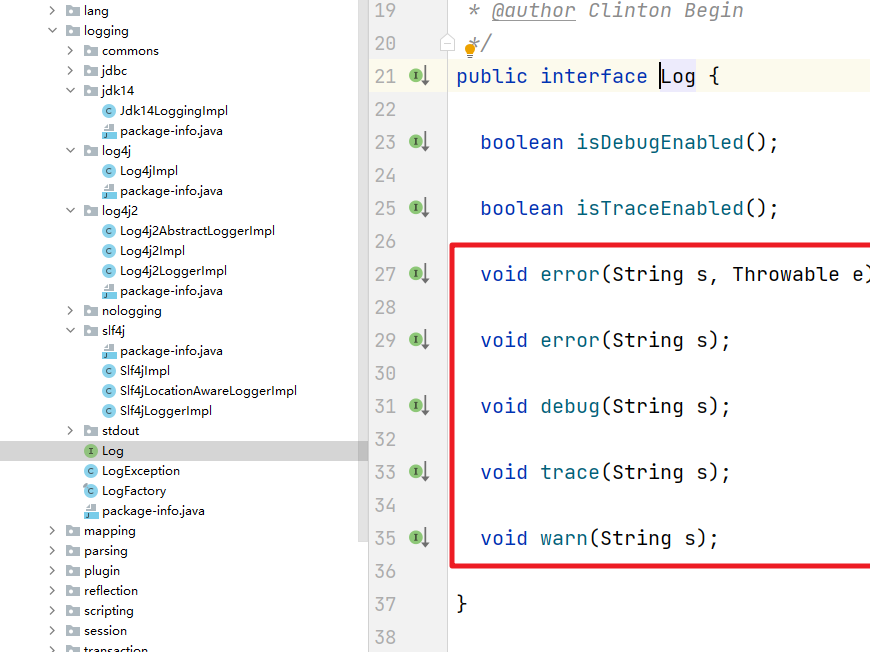 lang
logging
commons
jdbc
jdk14
Jdk14LoggingImpl
package-info.java
log4j
Log4jImpl
package-info.java
log4j2
Log4j2AbstractLoggerImpl
Log4j2Impl
Log4j2LoggerImpl
package-info.java
nologging
slf4j
package-info.java
Slf4jImpl
Slf4jLocationAwareLoggerImpl
Slf4jLoggerImpl
stdout
Log
LogException
LogFactory
package-info.java
mapping
parsing
plugin
reflection
scripting
session
transaction
19 * @author Clinton Begin
20 */
21 public interface Log {
22
23 boolean isDebugEnabled();
24
25 boolean isTraceEnabled();
26
27 void error(String s, Throwable e)
28
29 void error(String s);
30
31 void debug(String s);
32
33 void trace(String s);
34
35 void warn(String s);
36
37 }
38